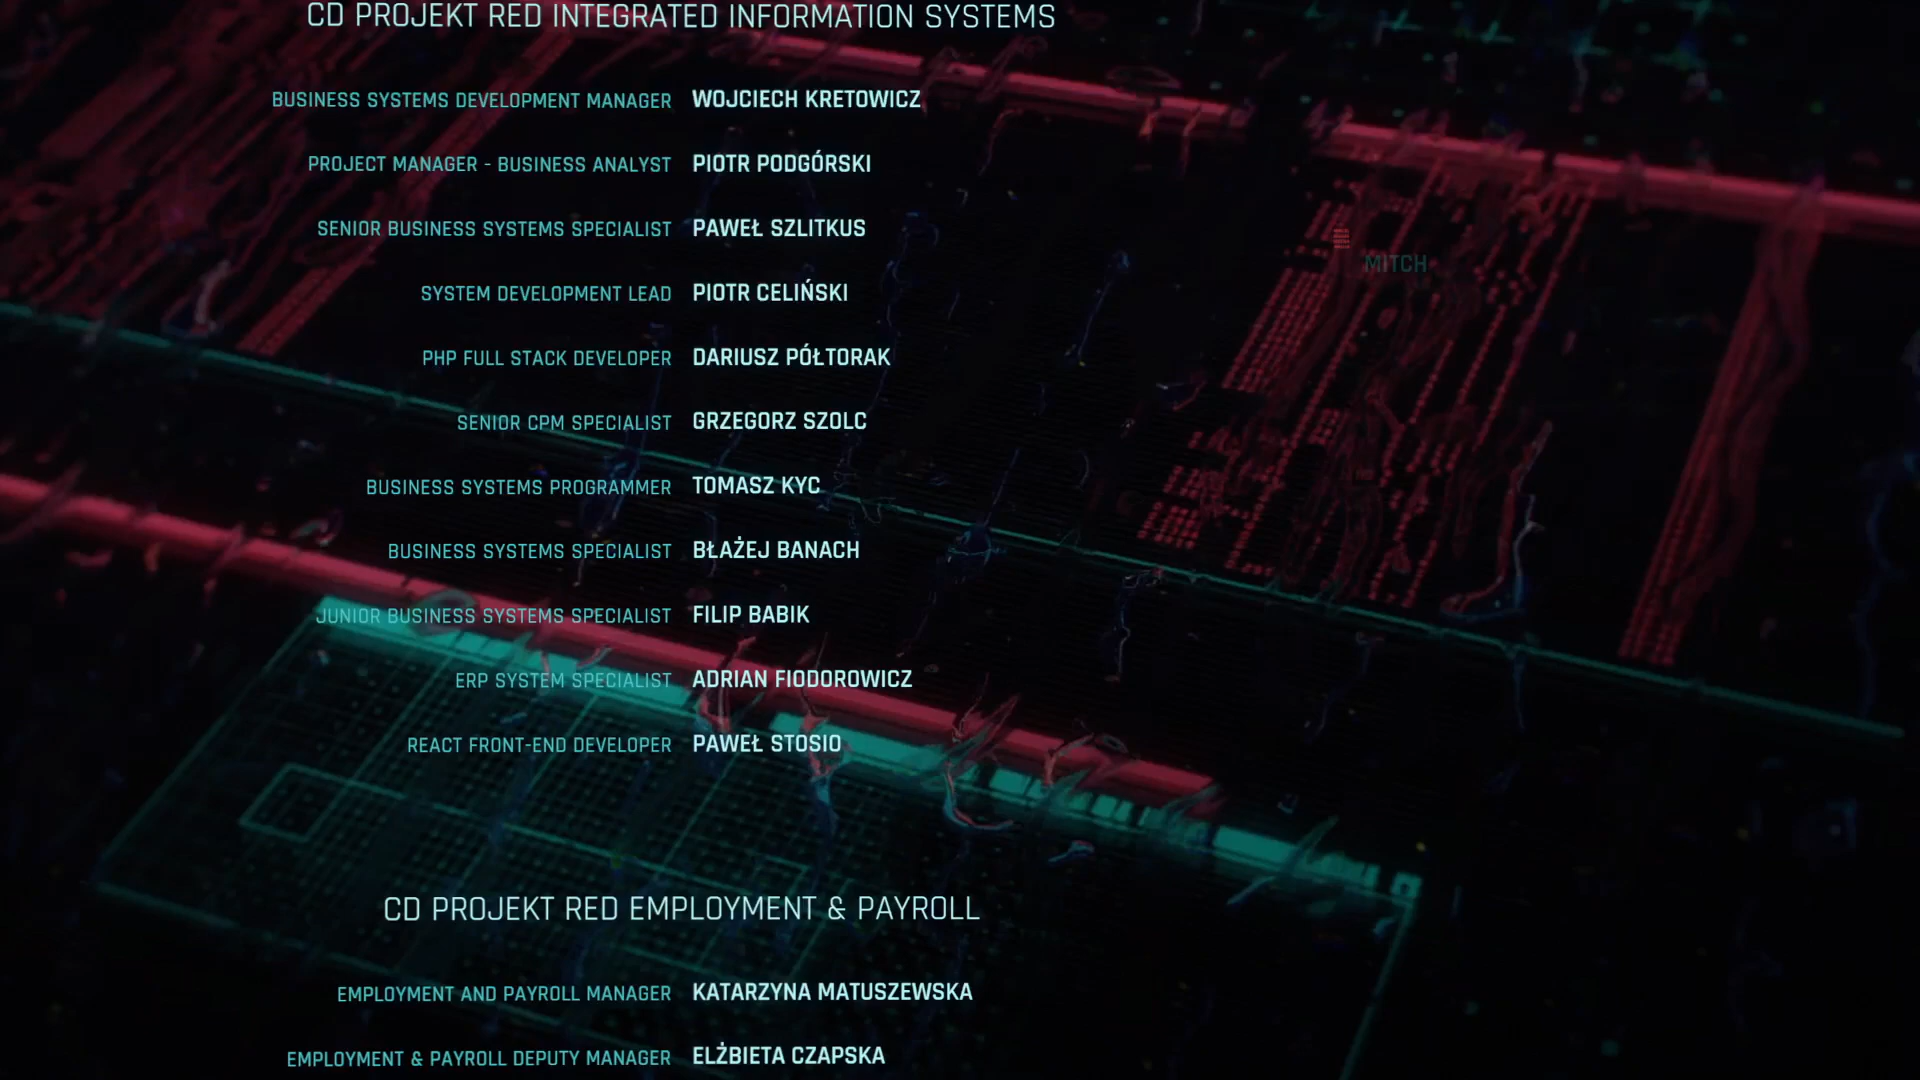 CD PROJEKT RED INTEGRATED INFORMATION SYSTEMS
BUSINESS SYSTEMS DEVELOPMENT MANAGER WOJCIECH KRETOWICZ
PROJECT MANAGER - BUSINESS ANALYST PIOTR PODGÓRSKI
SENIOR BUSINESS SYSTEMS SPECIALIST PAWEŁ SZLITKUS
MITCH
SYSTEM DEVELOPMENT LEAD PIOTR CELIŃSKI
PHP FULL STACK DEVELOPER DARIUSZ PÓŁTORAK
SENIOR CPM SPECIALIST GRZEGORZ SZOLC
BUSINESS SYSTEMS PROGRAMMER TOMASZ KYC
BUSINESS SYSTEMS SPECIALIST BŁAŻEJ BANACH
JUNIOR BUSINESS SYSTEMS SPECIALIST FILIP BABIK
ERP SYSTEM SPECIALIST ADRIAN FIODOROWICZ
REACT FRONT-END DEVELOPER PAWEŁ STOSIO
CD PROJEKT RED EMPLOYMENT & PAYROLL
EMPLOYMENT AND PAYROLL MANAGER KATARZYNA MATUSZEWSKA
EMPLOYMENT & PAYROLL DEPUTY MANAGER ELŻBIETA CZAPSKA